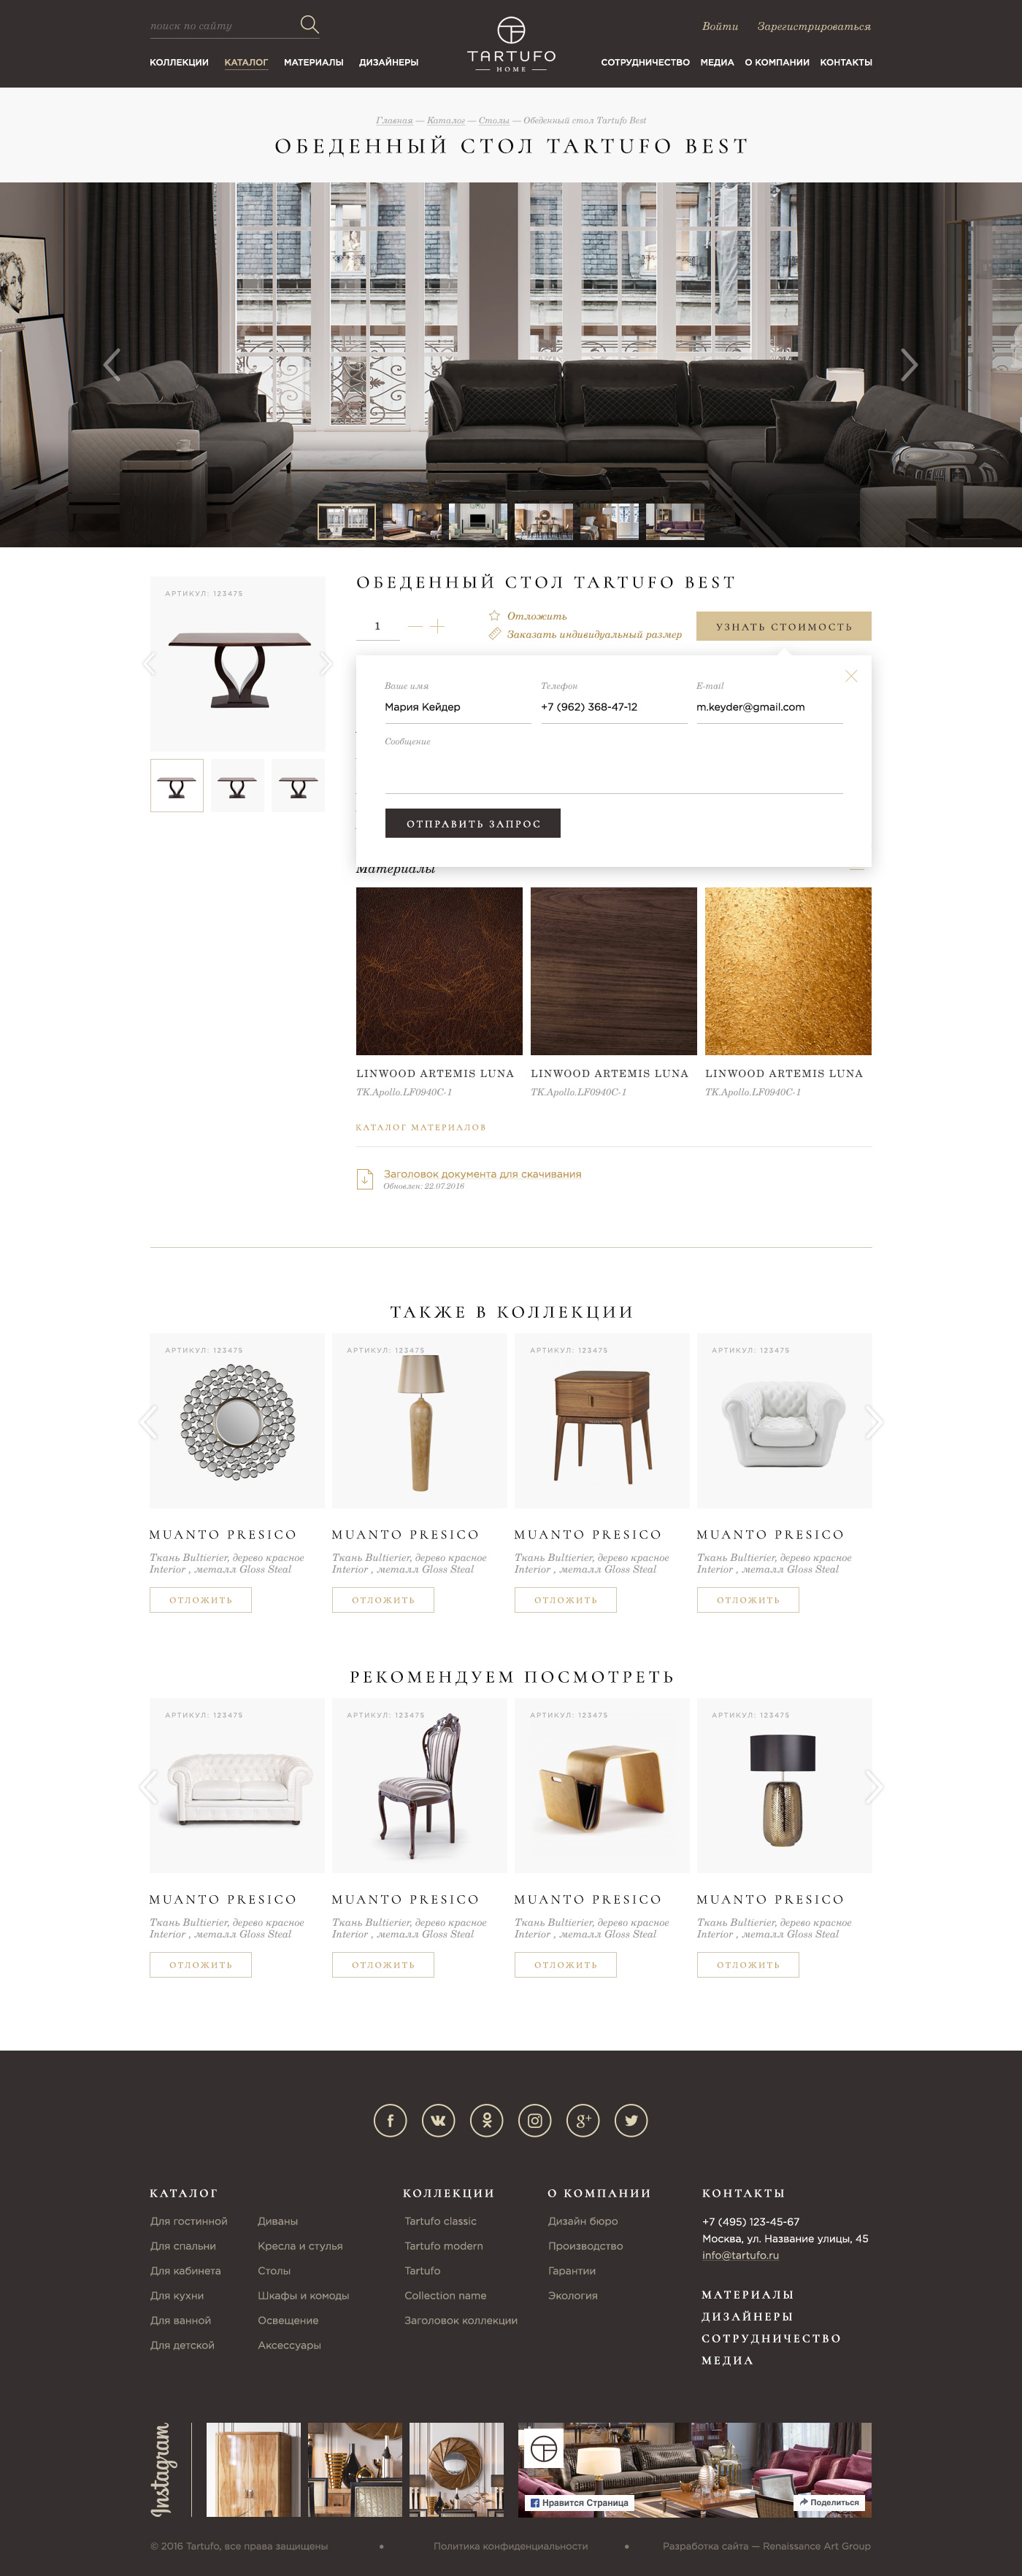 поиск по сайту
Войти
Зарегистрироваться
TARTUFO
HOME
КОЛЛЕКЦИИ
КАТАЛОГ
МАТЕРИАЛЫ
ДИЗАЙНЕРЫ
СОТРУДНИЧЕСТВО
МЕДИА
О КОМПАНИИ
КОНТАКТЫ
Главная — Каталог — Столы — Обеденный стол Tartufo Best
ОБЕДЕННЫЙ СТОЛ TARTUFO BEST
АРТИКУЛ: 123475
ОБЕДЕННЫЙ СТОЛ TARTUFO BEST
1
Отложить
Заказать индивидуальный размер
УЗНАТЬ СТОИМОСТЬ
Ваше имя
Телефон
E-mail
Мария Кейдер
+7 (962) 368-47-12
m.keyder@gmail.com
Сообщение
ОТПРАВИТЬ ЗАПРОС
Материалы
LINWOOD ARTEMIS LUNA
LINWOOD ARTEMIS LUNA
LINWOOD ARTEMIS LUNA
TK.Apollo.LF0940C-1
TK.Apollo.LF0940C-1
TK.Apollo.LF0940C-1
КАТАЛОГ МАТЕРИАЛОВ
Заголовок документа для скачивания
Обновлен: 22.07.2016
ТАКЖЕ В КОЛЛЕКЦИИ
АРТИКУЛ: 123475
АРТИКУЛ: 123475
АРТИКУЛ: 123475
АРТИКУЛ: 123475
MUANTO PRESICO
MUANTO PRESICO
MUANTO PRESICO
MUANTO PRESICO
Ткань Bultierier, дерево красное
Interior , металл Gloss Steal
Ткань Bultierier, дерево красное
Interior , металл Gloss Steal
Ткань Bultierier, дерево красное
Interior , металл Gloss Steal
Ткань Bultierier, дерево красное
Interior , металл Gloss Steal
ОТЛОЖИТЬ
ОТЛОЖИТЬ
ОТЛОЖИТЬ
ОТЛОЖИТЬ
РЕКОМЕНДУЕМ ПОСМОТРЕТЬ
АРТИКУЛ: 123475
АРТИКУЛ: 123475
АРТИКУЛ: 123475
АРТИКУЛ: 123475
MUANTO PRESICO
MUANTO PRESICO
MUANTO PRESICO
MUANTO PRESICO
Ткань Bultierier, дерево красное
Interior , металл Gloss Steal
Ткань Bultierier, дерево красное
Interior , металл Gloss Steal
Ткань Bultierier, дерево красное
Interior , металл Gloss Steal
Ткань Bultierier, дерево красное
Interior , металл Gloss Steal
ОТЛОЖИТЬ
ОТЛОЖИТЬ
ОТЛОЖИТЬ
ОТЛОЖИТЬ
КАТАЛОГ
Для гостинной
Для спальни
Для кабинета
Для кухни
Для ванной
Для детской
Диваны
Кресла и стулья
Столы
Шкафы и комоды
Освещение
Аксессуары
КОЛЛЕКЦИИ
Tartufo classic
Tartufo modern
Tartufo
Collection name
Заголовок коллекции
О КОМПАНИИ
Дизайн бюро
Производство
Гарантии
Экология
КОНТАКТЫ
+7 (495) 123-45-67
Москва, ул. Название улицы, 45
info@tartufo.ru
МАТЕРИАЛЫ
ДИЗАЙНЕРЫ
СОТРУДНИЧЕСТВО
МЕДИА
Instagram
Нравится Страница
Поделиться
© 2016 Tartufo, все права защищены
Политика конфиденциальности
Разработка сайта — Renaissance Art Group